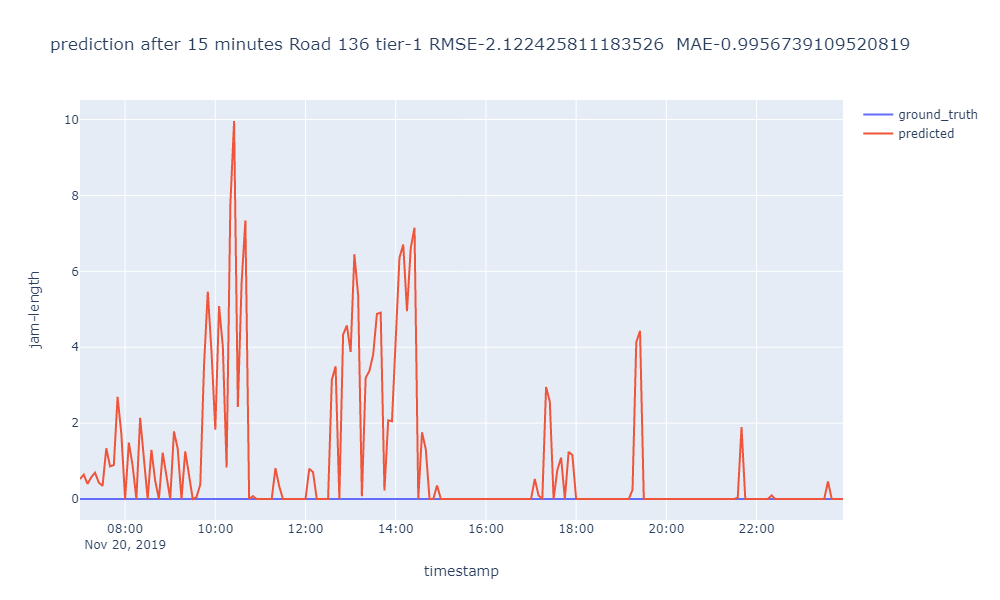 prediction after 15 minutes Road 136 tier-1 RMSE-2.122425811183526  MAE-0.9956739109520819
ground_truth
predicted
jam-length
10
8
6
4
2
0
08:00 10:00 12:00 14:00 16:00 18:00 20:00 22:00
Nov 20, 2019
timestamp